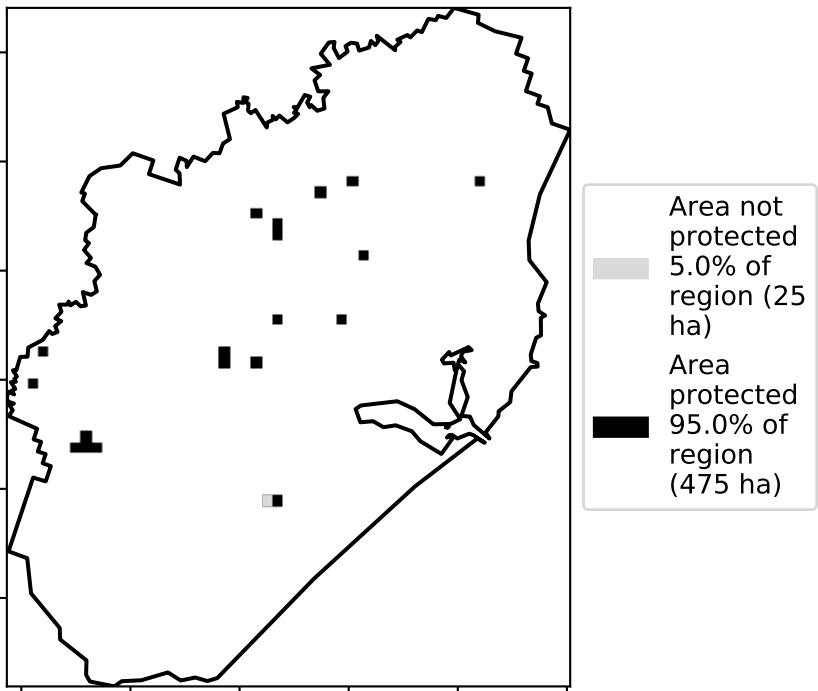 Area not
protected
5.0% of
region (25
ha)
Area
protected
95.0% of
region
(475 ha)